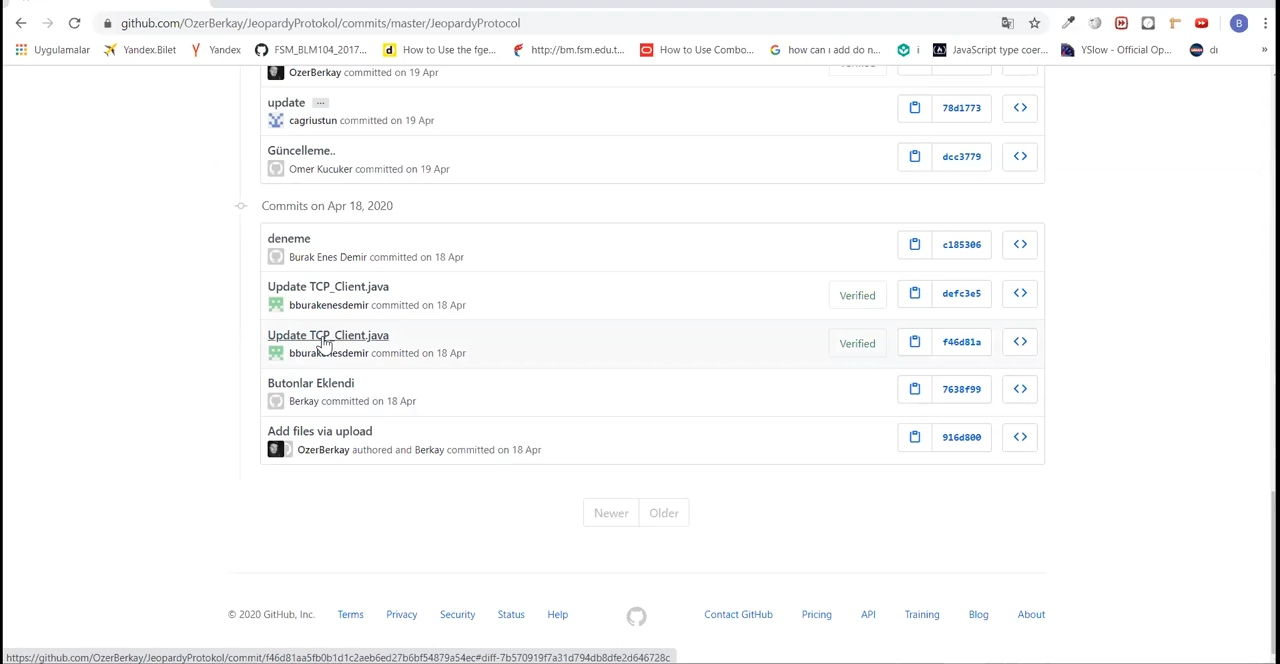 github.com/OzerBerkay/JeopardyProtokol/commits/master/JeopardyProtocol
B
Uygulamalar Yandex.Bilet Yandex FSM_BLM104_2017... How to Use the fge... http://bm.fsm.edu.t... How to Use Combo... how can ı add do n... i JavaScript type coer... YSlow - Official Op... dı »
OzerBerkay committed on 19 Apr
update ...
78d1773
cagriustun committed on 19 Apr
Güncelleme..
dcc3779
Omer Kucuker committed on 19 Apr
Commits on Apr 18, 2020
deneme
c185306
Burak Enes Demir committed on 18 Apr
Update TCP_Client.java
Verified defc3e5
bburakenesdemir committed on 18 Apr
Update TCP_Client.java
Verified f46d81a
bburakenesdemir committed on 18 Apr
Butonlar Eklendi
7638f99
Berkay committed on 18 Apr
Add files via upload
916d800
OzerBerkay authored and Berkay committed on 18 Apr
Newer Older
© 2020 GitHub, Inc. Terms Privacy Security Status Help Contact GitHub Pricing API Training Blog About
https://github.com/OzerBerkay/JeopardyProtokol/commit/f46d81aa5fb0b1d1c2aeb6ed27b6bf54879a54ec#diff-7b570919f7a31d794db8dfe2d646728c